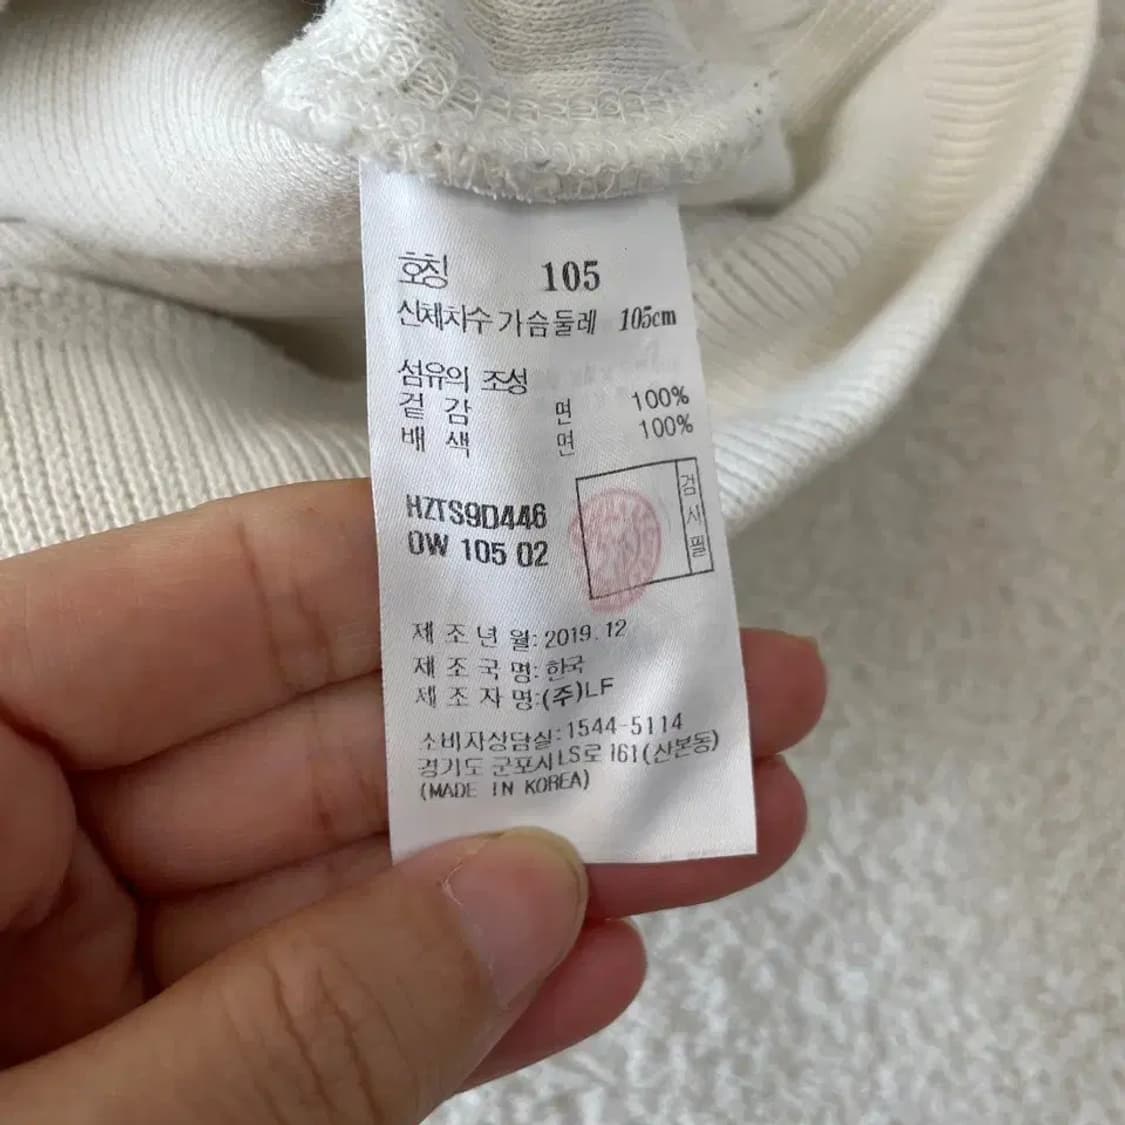 호칭 105
신체치수 가슴둘레 105cm
섬유의 조성
겉감 면 100%
배색 면 100%
검사필
HZTS9D446
OW 105 02
제조년월: 2019.12
제조국명: 한국
제조자명:(주)LF
소비자상담실:1544-5114
경기도 군포시 LS로 161(산본동)
(MADE IN KOREA)